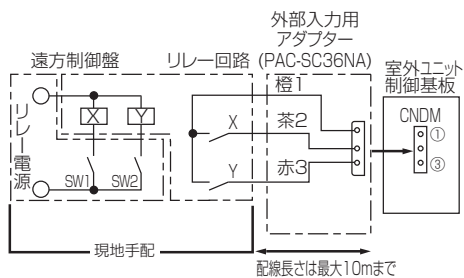 外部入力用
アダプター
(PAC-SC36NA)
遠方制御盤
リレー回路
室外ユニット
制御基板
橙1
CNDM
X
Y
X
茶2
①
リレー電源
Y
赤3
③
SW1
SW2
現地手配
配線長さは最大10mまで